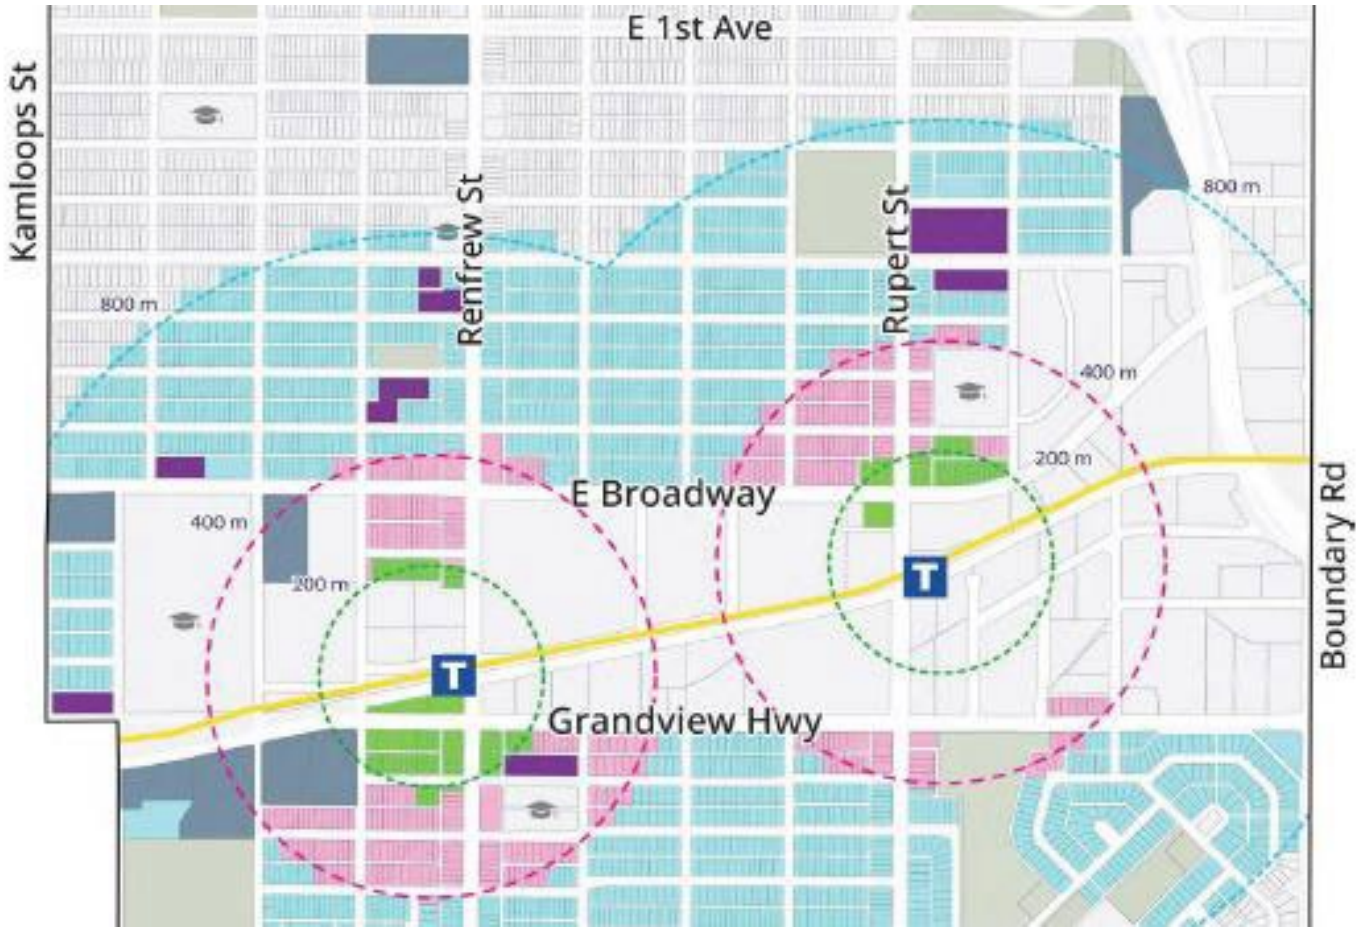 E 1st Ave
Kamloops St
Renfrew St
Rupert St
800 m
800 m
400 m
200 m
E Broadway
400 m
200 m
T
T
Grandview Hwy
Boundary Rd